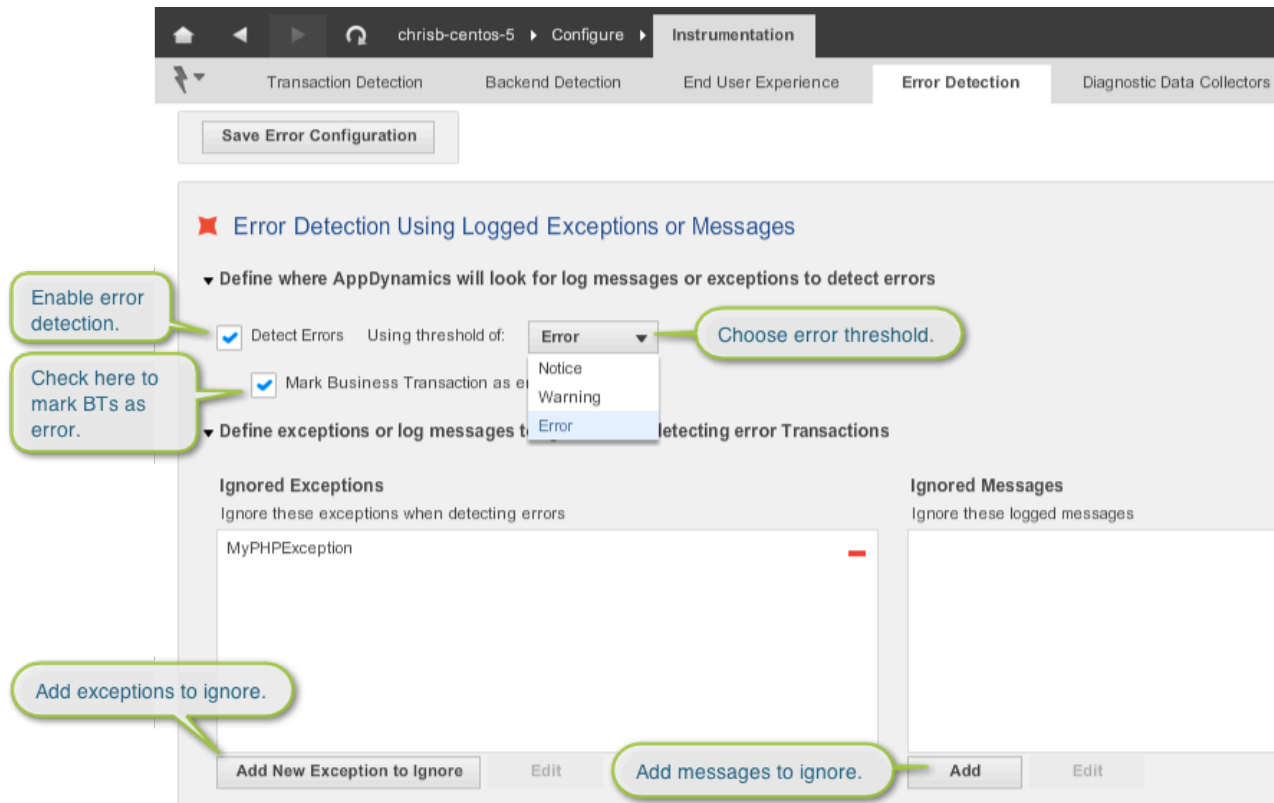 chrisb-centos-5 Configure Instrumentation
Transaction Detection Backend Detection End User Experience Error Detection Diagnostic Data Collectors
Save Error Configuration
Error Detection Using Logged Exceptions or Messages
Define where AppDynamics will look for log messages or exceptions to detect errors
Enable error
detection.
Detect Errors Using threshold of: Error
Choose error threshold.
Notice
Warning
Error
Check here to
mark BTs as
error.
Mark Business Transaction as
Define exceptions or log messages detecting error Transactions
Ignored Exceptions
Ignore these exceptions when detecting errors
MyPHPException
Ignored Messages
Ignore these logged messages
Add exceptions to ignore.
Add New Exception to Ignore Edit
Add messages to ignore.
Add Edit